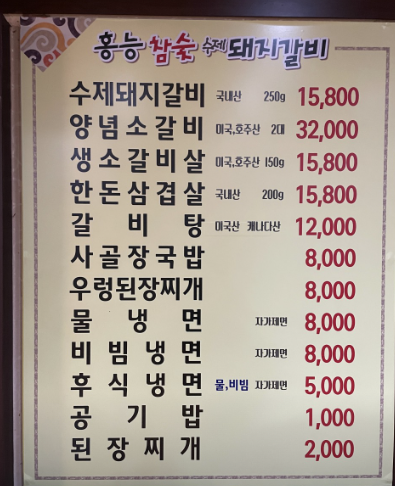 홍능 참숯 수제 돼지갈비
수제돼지갈비 국내산 250g 15,800
양념소갈비 미국,호주산 2대 32,000
생소갈비살 미국,호주산 150g 15,800
한돈삼겹살 국내산 200g 15,800
갈비탕 미국산 캐나다산 12,000
사골장국밥 8,000
우렁된장찌개 8,000
물냉면 자가제면 8,000
비빔냉면 자가제면 8,000
후식냉면 물,비빔 자가제면 5,000
공기밥 1,000
된장찌개 2,000